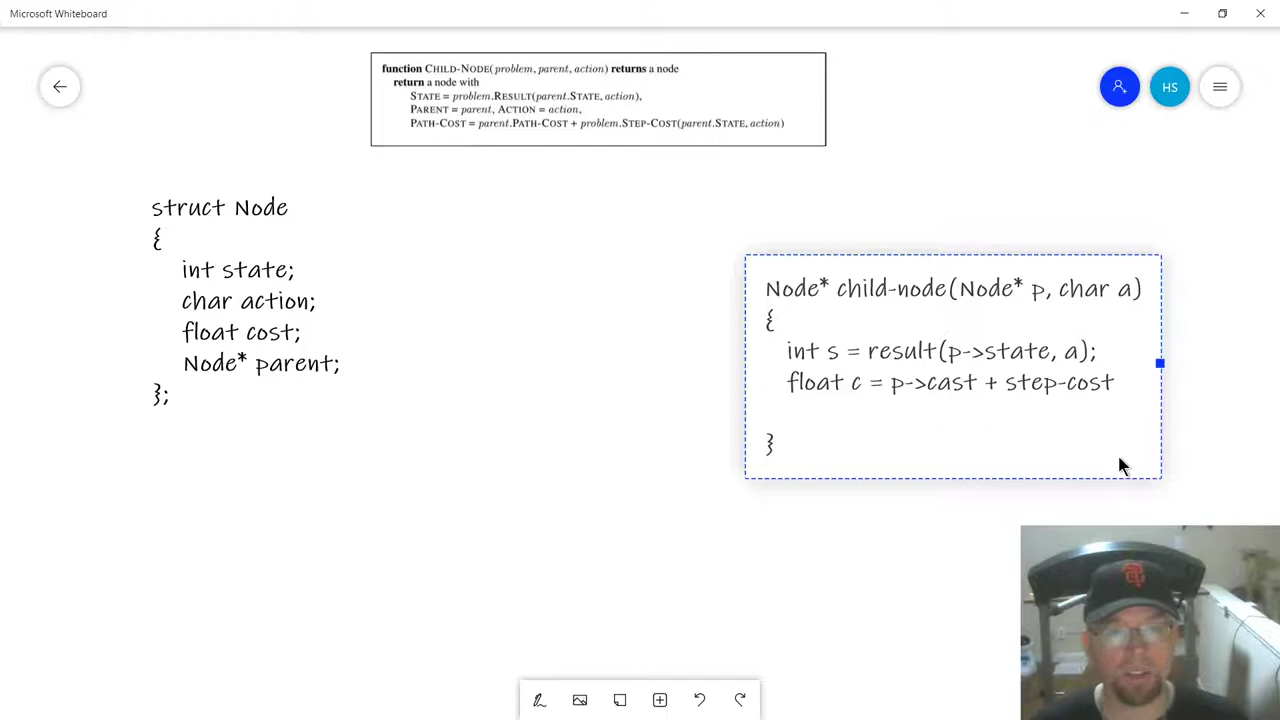 Microsoft Whiteboard
function CHILD-NODE(problem, parent, action) returns a node
return a node with
STATE = problem.RESULT(parent.STATE, action),
PARENT = parent, ACTION = action,
PATH-COST = parent.PATH-COST + problem.STEP-COST(parent.STATE, action)
HS
struct Node
{
int state;
char action;
float cost;
Node* parent;
};
Node* child-node(Node* p, char a)
{
int s = result(p->state, a);
float c = p->cast + step-cost
}
SF